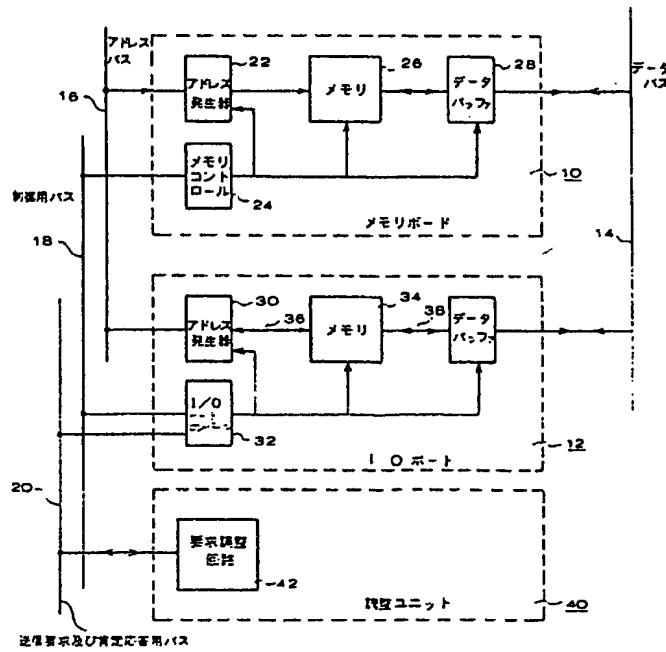 アドレス
バス
16
22
アドレス
発生器
26
メモリ
28
データ
バッファ
データ
バス
メモリ
コント
ロール
24
10
メモリボード
制御用バス
18
14
30
アドレス
発生器
36
34
メモリ
38
データ
バッファ
I/O
32
12
I/Oポート
20
要求調整
回路
42
調整ユニット
40
送信要求及び肯定応答用バス